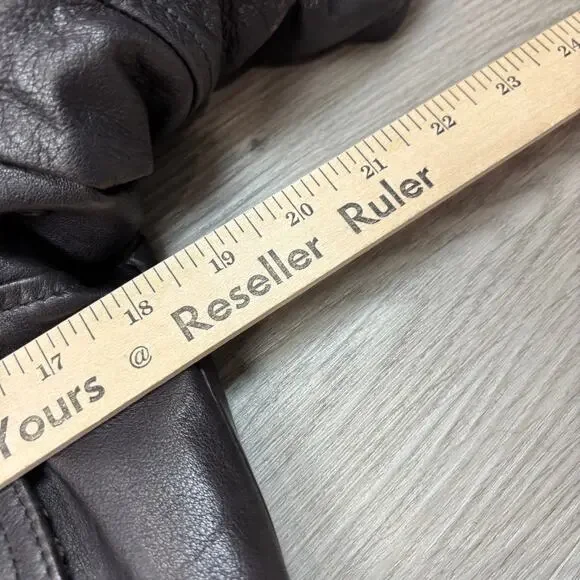 17 18 19 20 21 22 23 24
Yours @ Reseller Ruler